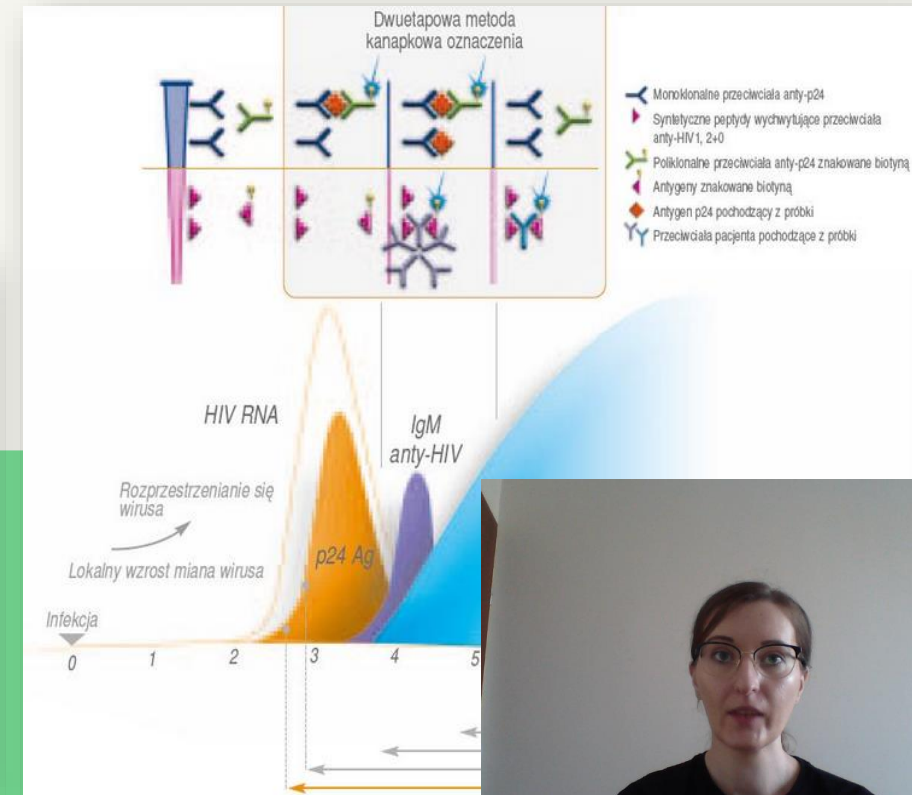 Dwuetapowa metoda
kanapkowa oznaczenia
Monoklonalne przeciwciała anty-p24
Syntetyczne peptydy wychwytujące przeciwciała
anty-HIV1, 2+0
Poliklonalne przeciwciała anty-p24 znakowane biotyną
Antygeny znakowane biotyną
Antygen p24 pochodzący z próbki
Przeciwciała pacjenta pochodzące z próbki
HIV RNA
IgM
anty-HIV
Rozprzestrzenianie się
wirusa
p24 Ag
Lokalny wzrost miana wirusa
Infekcja
0 1 2 3 4 5